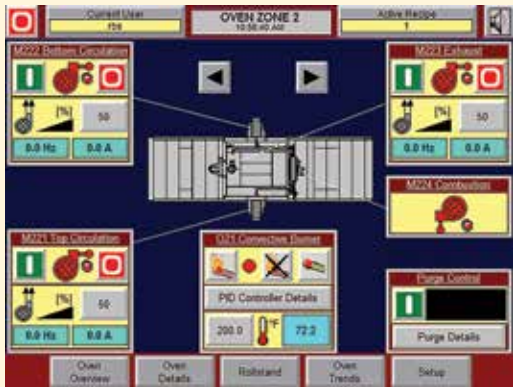 Current User
rbs
OVEN ZONE 2
10:58:40 AM
Active Recipe
1
M222 Bottom Circulation
[%]
50
0.0 Hz
0.0 A
M223 Exhaust
[%]
50
0.0 Hz
0.0 A
M224 Combustion
M221 Top Circulation
[%]
50
0.0 Hz
0.0 A
O21 Convective Burner
PID Controller Details
200.0
°F
72.2
Purge Control
Purge Details
Oven Overview
Oven Details
Rollstand
Oven Trends
Setup